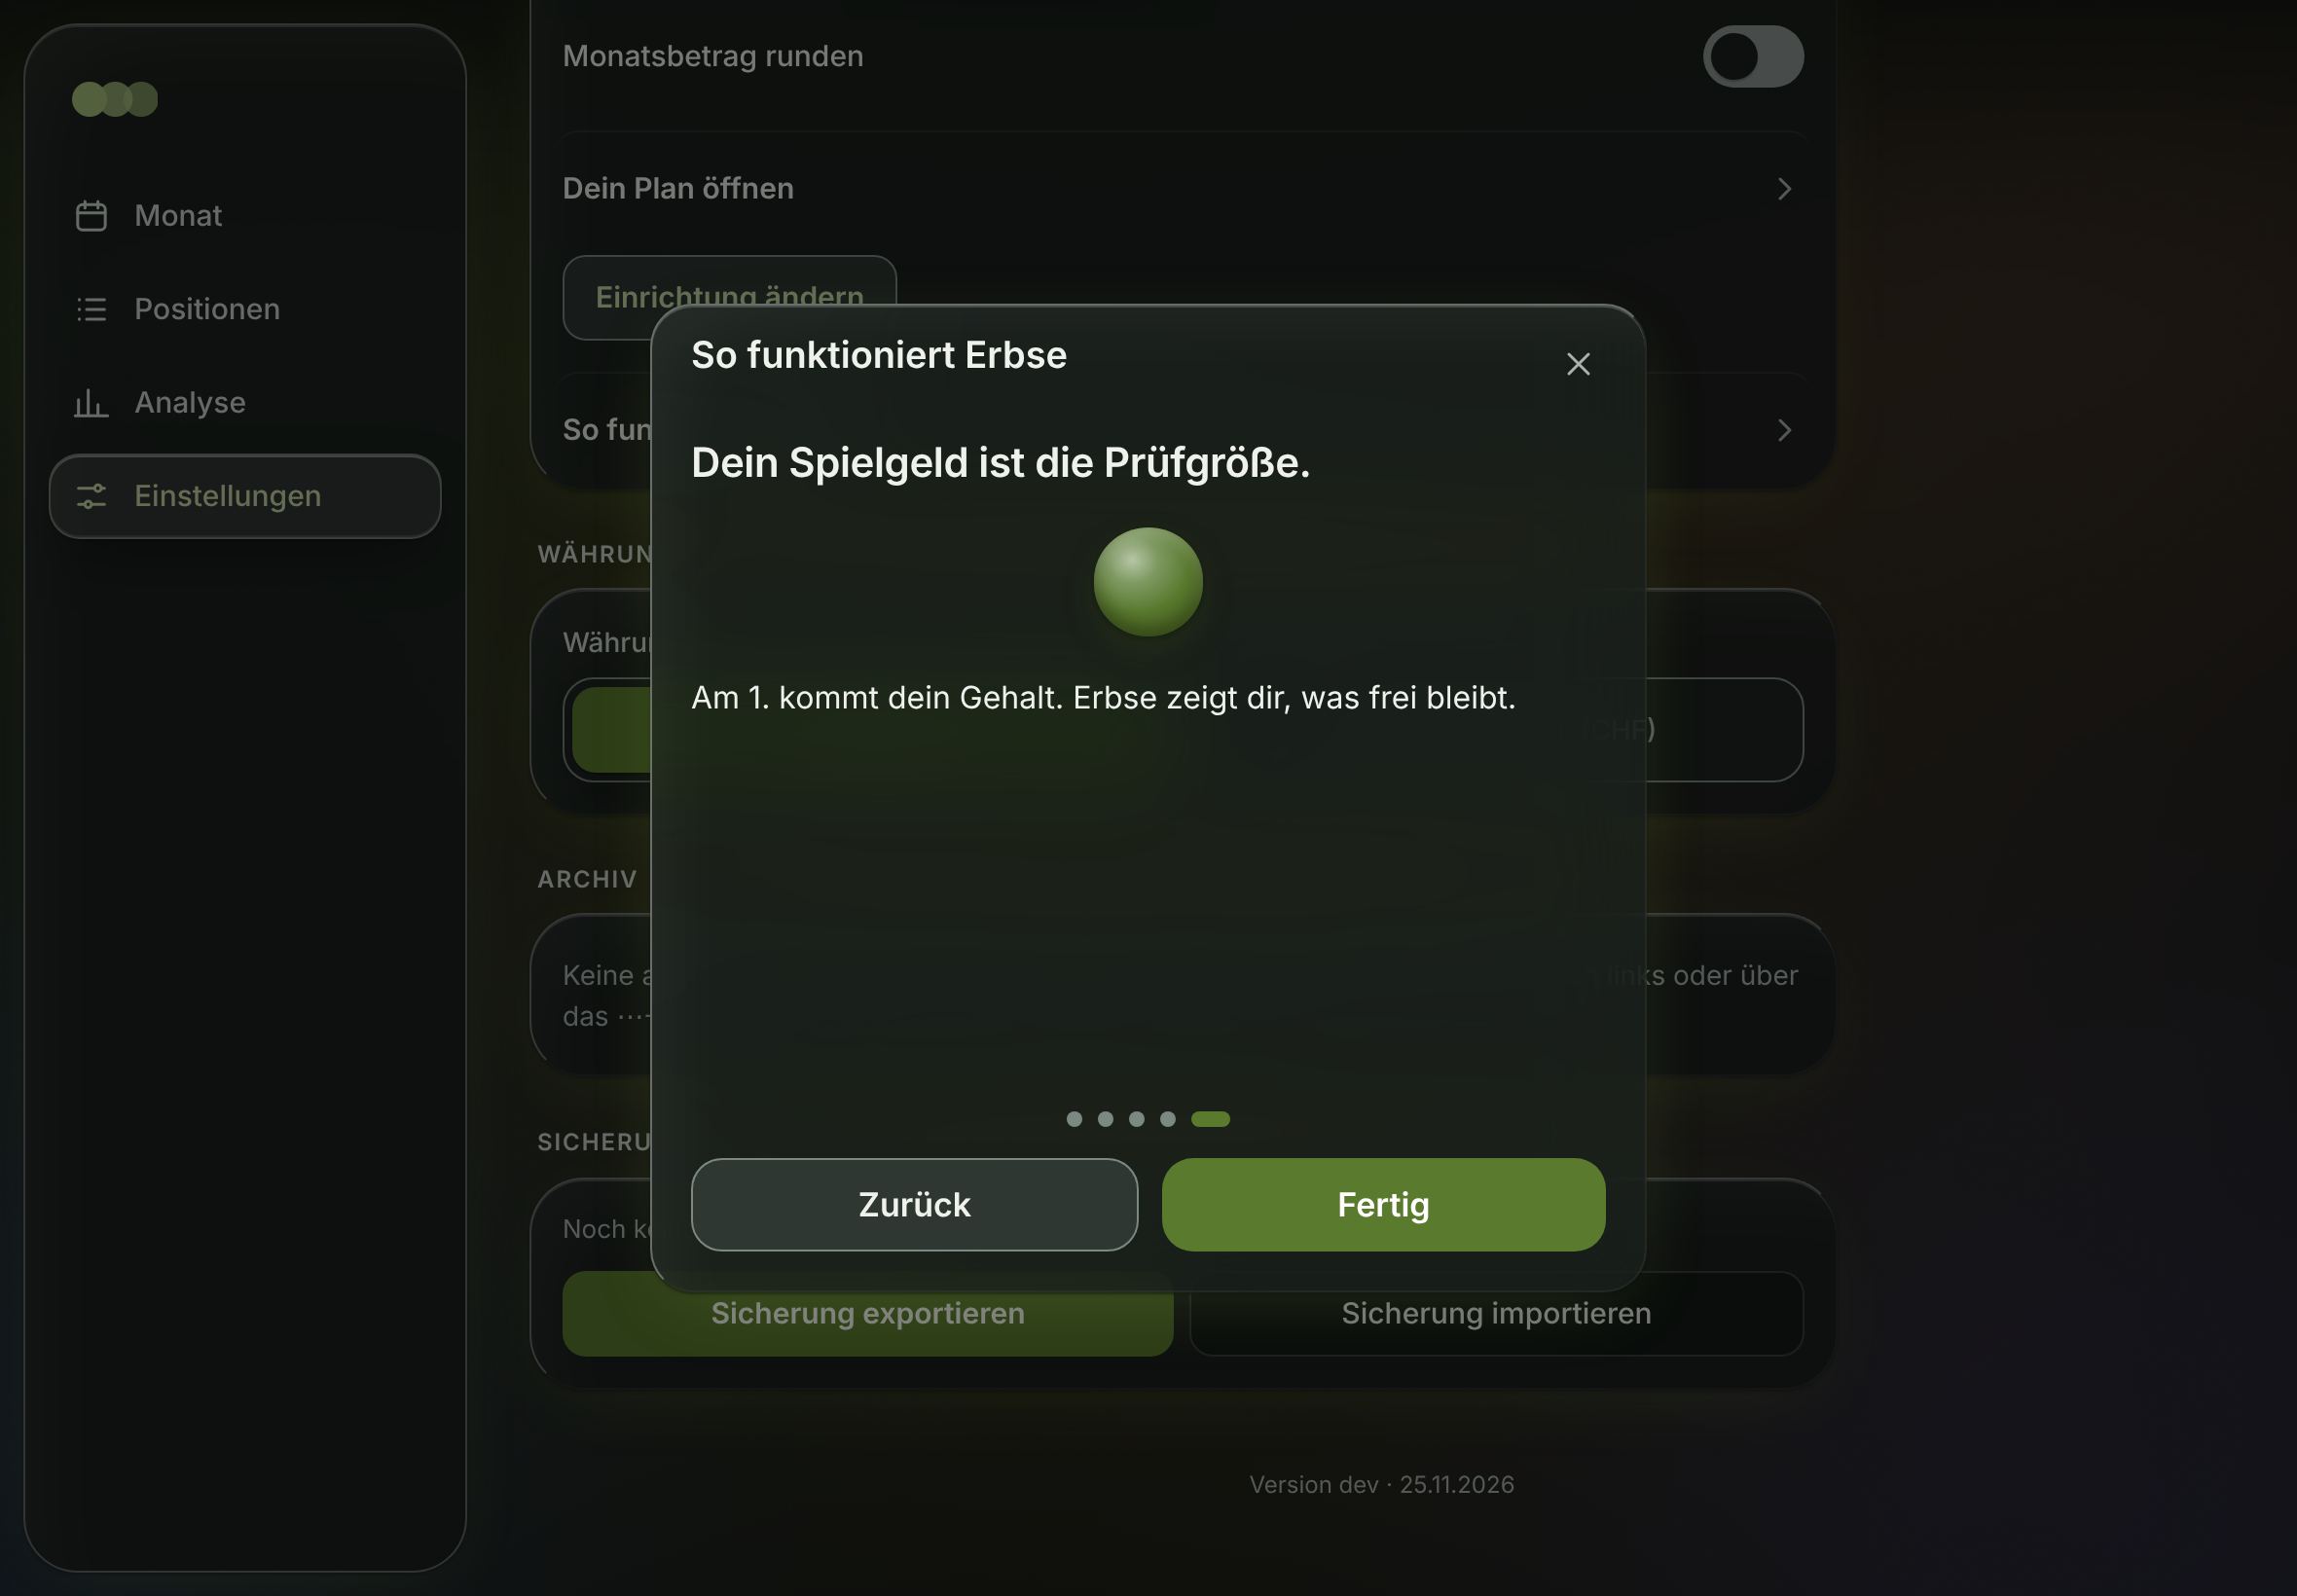 Monatsbetrag runden
Monat
Dein Plan öffnen
Positionen
Einrichtung ändern
Analyse
So fun
Einstellungen
So funktioniert Erbse
Dein Spielgeld ist die Prüfgröße.
Am 1. kommt dein Gehalt. Erbse zeigt dir, was frei bleibt.
Zurück
Fertig
WÄHRUN
Währu
CHF)
ARCHIV
Keine
links oder über
das ···-
SICHERU
Noch
Sicherung exportieren
Sicherung importieren
Version dev · 25.11.2026